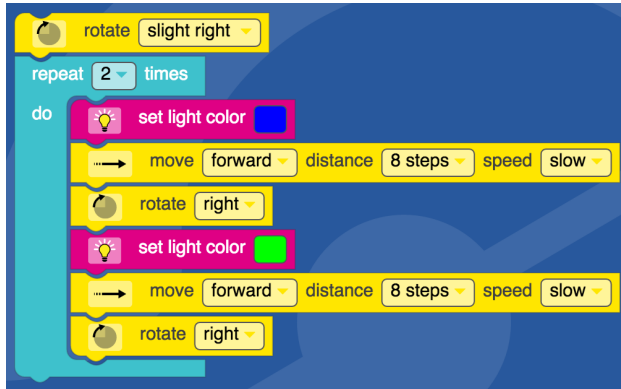 rotate slight right
repeat 2 times
do
set light color
move forward distance 8 steps speed slow
rotate right
set light color
move forward distance 8 steps speed slow
rotate right